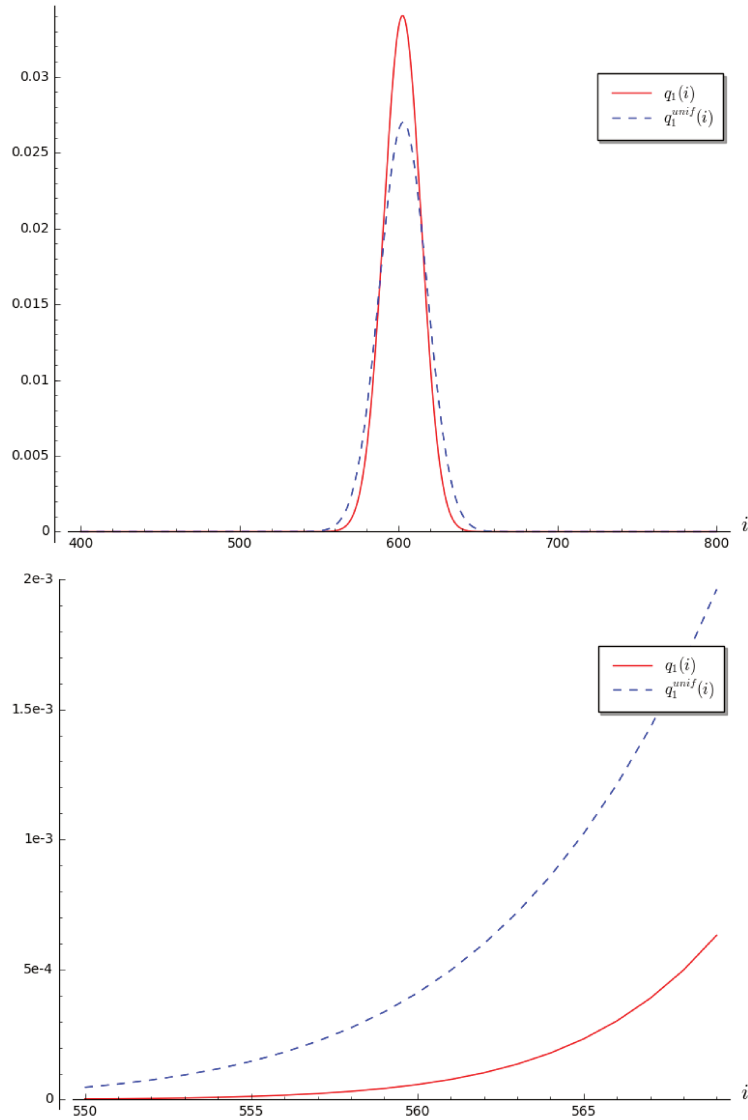 0.03
0.025
0.02
0.015
0.01
0.005
0
400 500 600 700 800
i
q₁(i)
q₁ᵘⁿⁱᶠ(i)
2e-3
1.5e-3
1e-3
5e-4
0
550 555 560 565
i
q₁(i)
q₁ᵘⁿⁱᶠ(i)